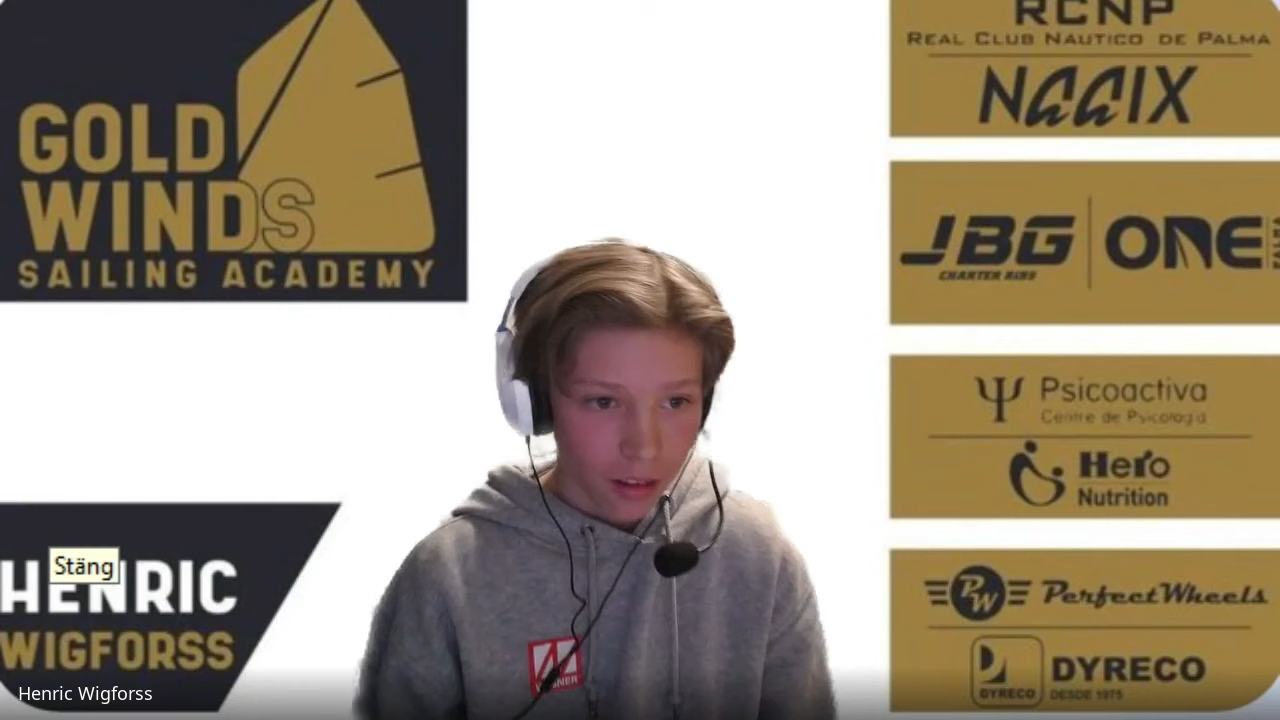 GOLD
WINDS
SAILING ACADEMY
RCNP
REAL CLUB NAUTICO DE PALMA
NAAIX
JBG
CHARTER RIBS
ONE
PALMA
Psicoactiva
Centre de Psicologia
Hero
Nutrition
PW PerfectWheels
DYRECO
DYRECO
DESDE 1975
Stäng
HENRIC
WIGFORSS
Henric Wigforss